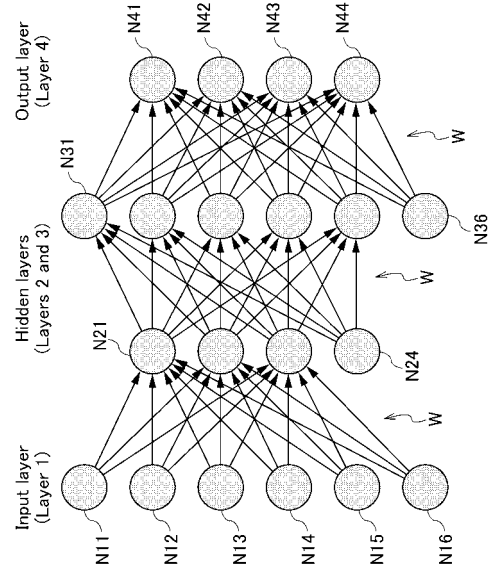 Input layer
(Layer 1)
Hidden layers
(Layers 2 and 3)
Output layer
(Layer 4)
N11
N12
N13
N14
N15
N16
N21
N24
N31
N36
N41
N42
N43
N44
W
W
W